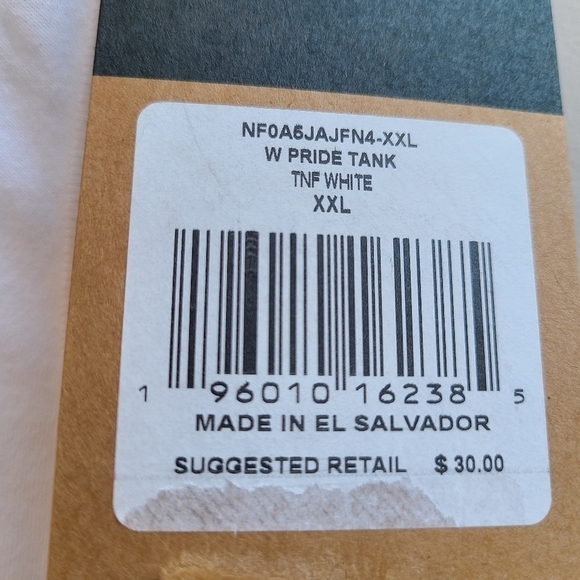 NF0A5JAJFN4-XXL
W PRIDE TANK
TNF WHITE
XXL
1 96010 16238 5
MADE IN EL SALVADOR
SUGGESTED RETAIL $ 30.00